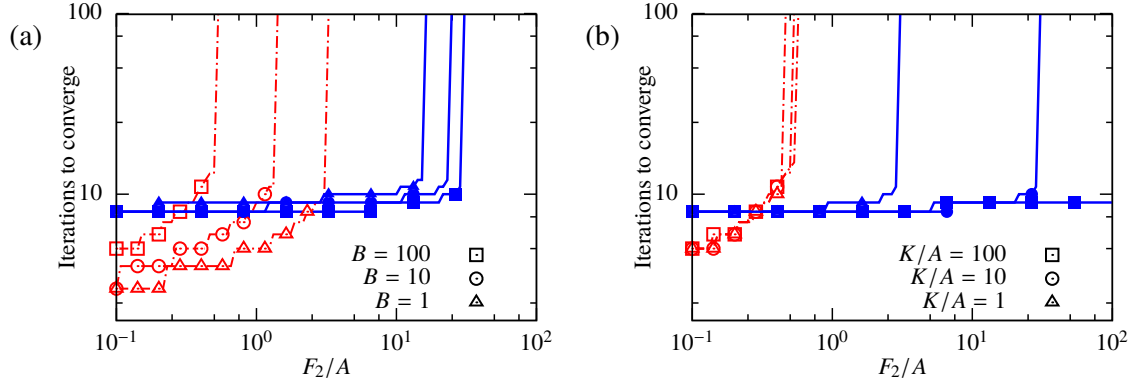 (a)
Iterations to converge
100
10
B = 100
B = 10
B = 1
10⁻¹ 10⁰ 10¹ 10²
F₂/A
(b)
Iterations to converge
100
10
K/A = 100
K/A = 10
K/A = 1
10⁻¹ 10⁰ 10¹ 10²
F₂/A